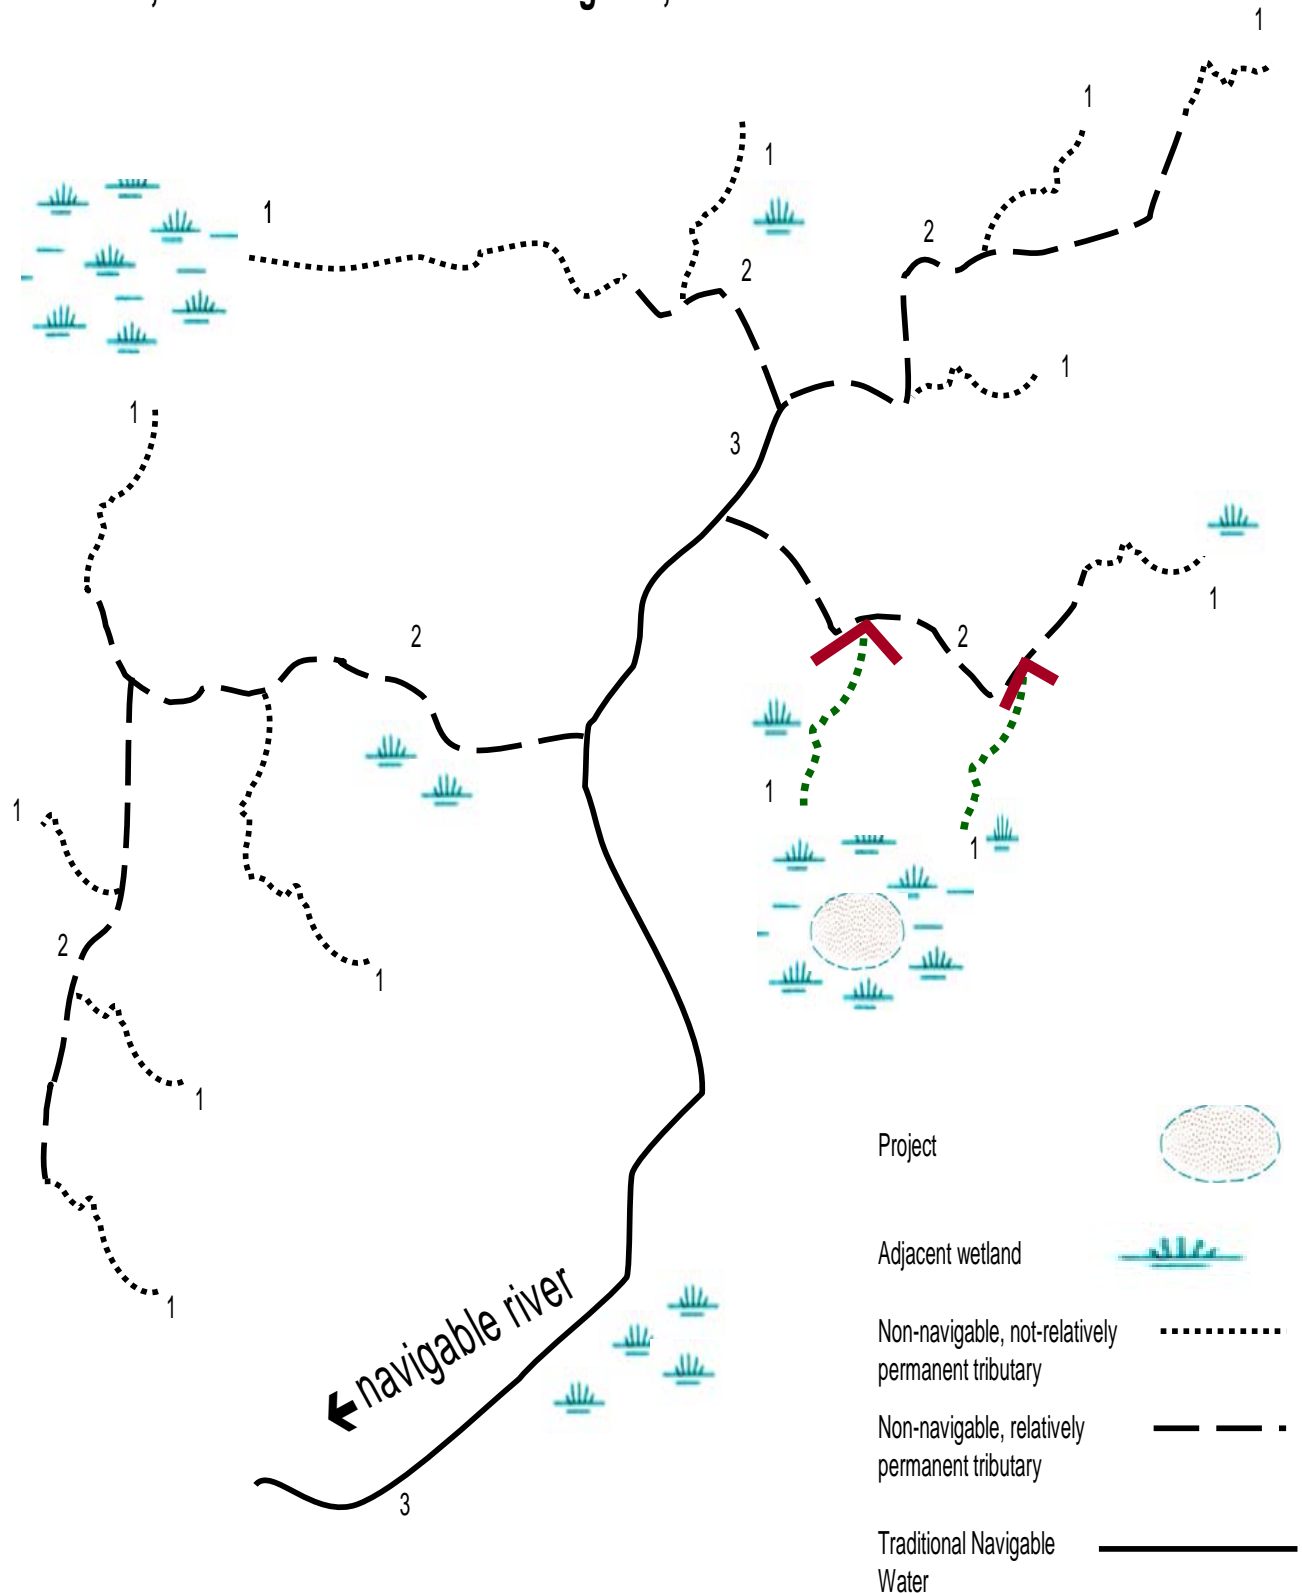 1
1
1
1
2
2
1
1
3
1
2
2
1
1
1
1
2
1
1
1
navigable river
3
Project
Adjacent wetland
Non-navigable, not-relatively
permanent tributary
Non-navigable, relatively
permanent tributary
Traditional Navigable
Water